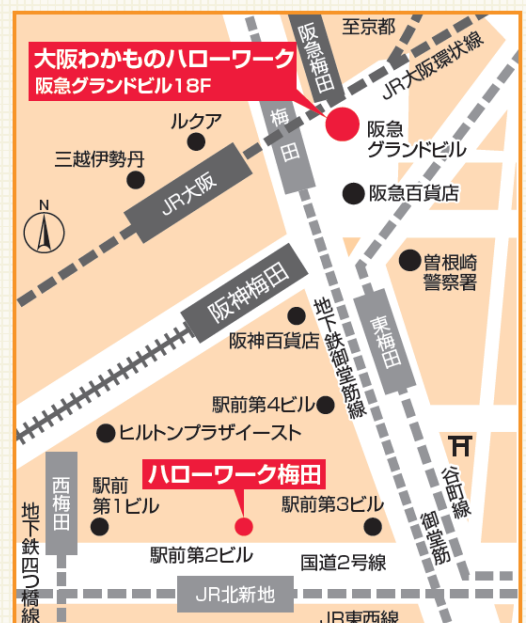 至京都
阪急梅田
大阪わかものハローワーク
阪急グランドビル18F
JR大阪環状線
梅田
ルクア
阪急
グランドビル
三越伊勢丹
JR大阪
阪急百貨店
N
曽根崎
警察署
阪神梅田
地下鉄御堂筋線
東梅田
阪神百貨店
駅前第4ビル
ヒルトンプラザイースト
西梅田
ハローワーク梅田
谷町線
駅前
第1ビル
駅前第3ビル
御堂筋
地下鉄四つ橋線
駅前第2ビル
国道2号線
JR北新地
JR東西線